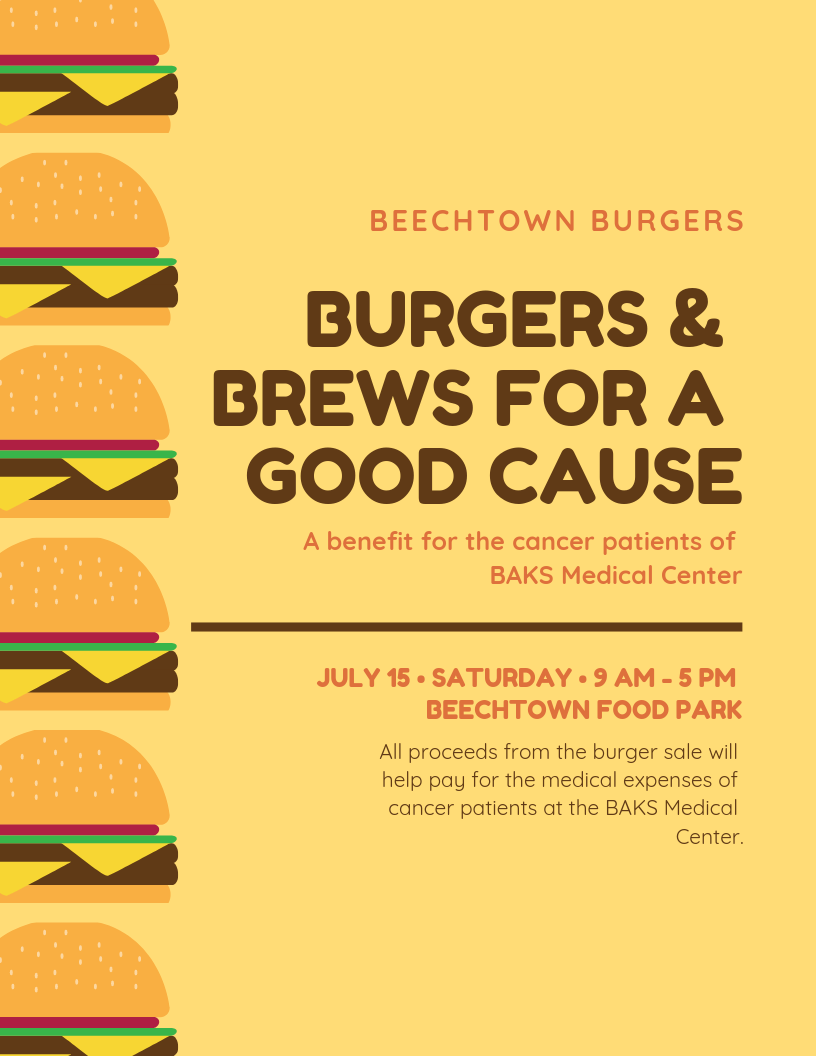 BEECHTOWN BURGERS
BURGERS &
BREWS FOR A
GOOD CAUSE
A benefit for the cancer patients of
BAKS Medical Center
JULY 15 • SATURDAY • 9 AM - 5 PM
BEECHTOWN FOOD PARK
All proceeds from the burger sale will
help pay for the medical expenses of
cancer patients at the BAKS Medical
Center.